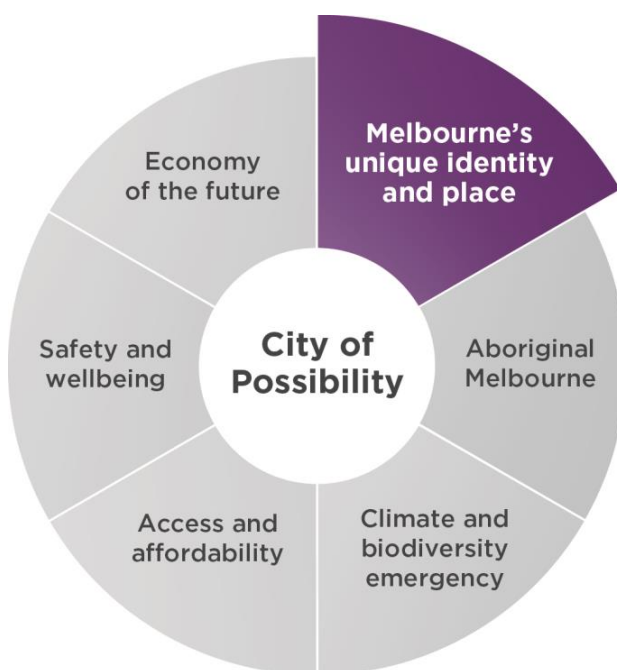 Melbourne's
unique identity
and place
Economy
of the future
Safety and
wellbeing
City of
Possibility
Aboriginal
Melbourne
Access and
affordability
Climate and
biodiversity
emergency